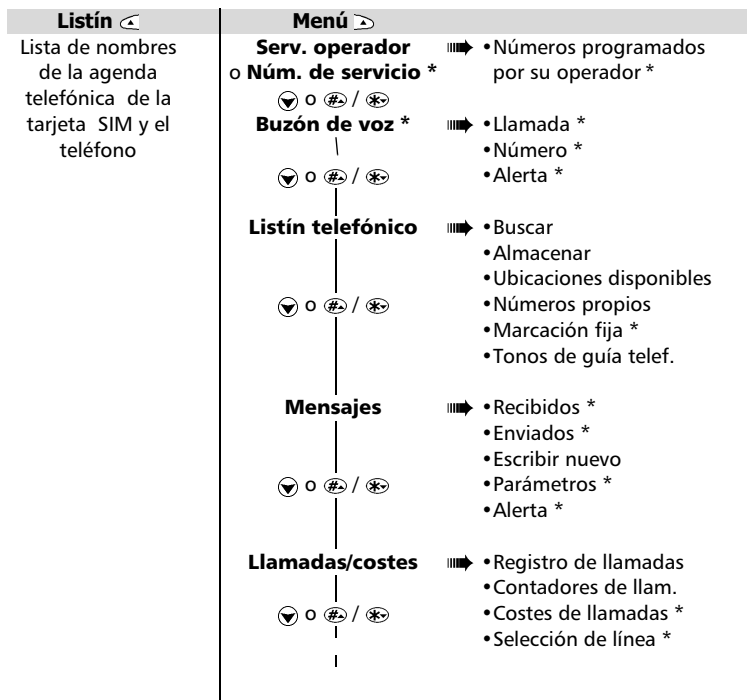 Listín
Lista de nombres
de la agenda
telefónica de la
tarjeta SIM y el
teléfono
Menú
Serv. operador
o Núm. de servicio *
•Números programados
por su operador *
o # / *
Buzón de voz *
•Llamada *
•Número *
•Alerta *
o # / *
Listín telefónico
•Buscar
•Almacenar
•Ubicaciones disponibles
•Números propios
•Marcación fija *
•Tonos de guía telef.
o # / *
Mensajes
•Recibidos *
•Enviados *
•Escribir nuevo
•Parámetros *
•Alerta *
o # / *
Llamadas/costes
•Registro de llamadas
•Contadores de llam.
•Costes de llamadas *
•Selección de línea *
o # / *